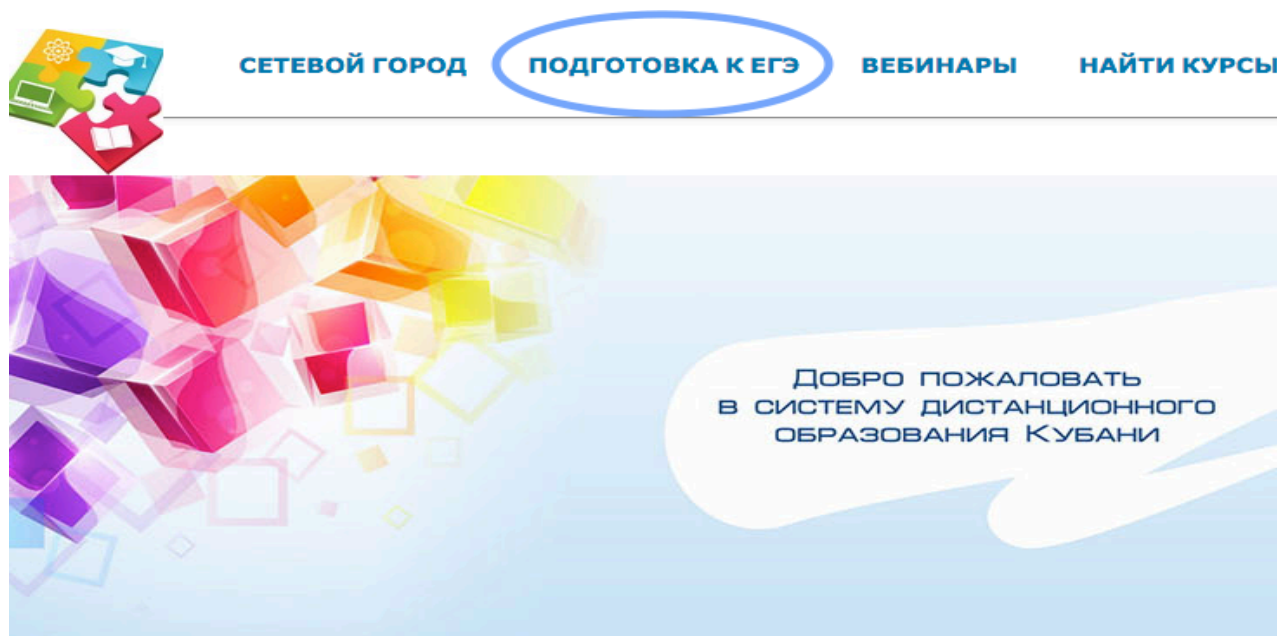 СЕТЕВОЙ ГОРОД ПОДГОТОВКА К ЕГЭ ВЕБИНАРЫ НАЙТИ КУРСЫ
ДОБРО ПОЖАЛОВАТЬ
В СИСТЕМУ ДИСТАНЦИОННОГО
ОБРАЗОВАНИЯ КУБАНИ